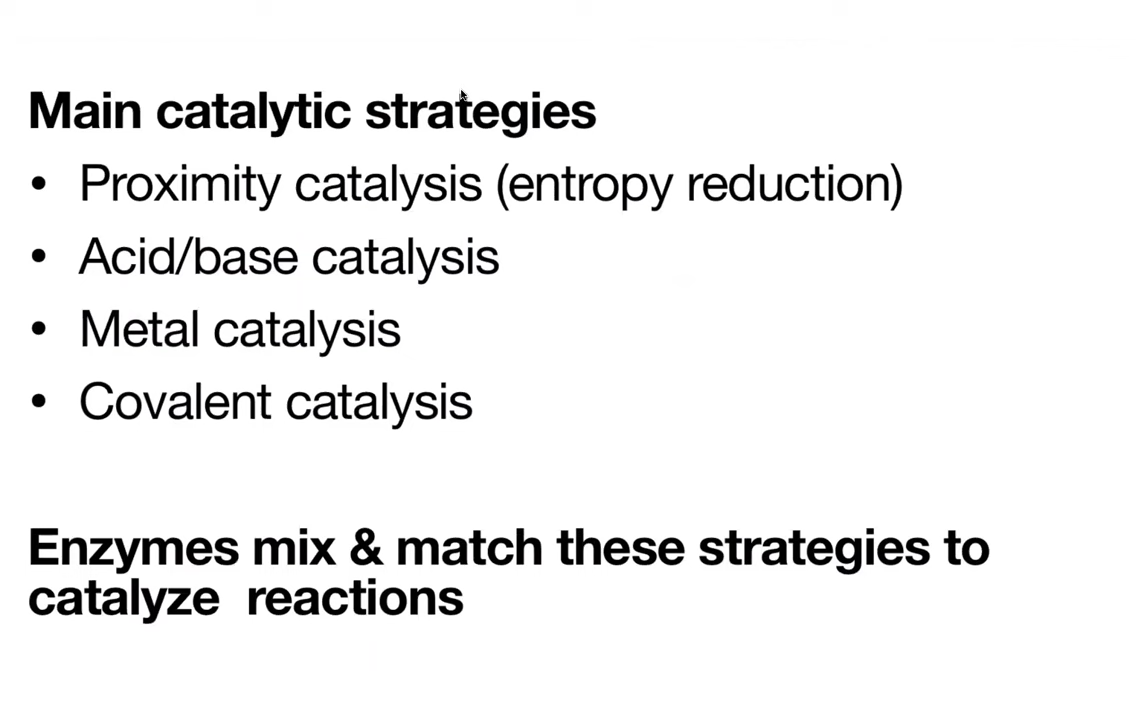 Main catalytic strategies
• Proximity catalysis (entropy reduction)
• Acid/base catalysis
• Metal catalysis
• Covalent catalysis
Enzymes mix & match these strategies to
catalyze  reactions